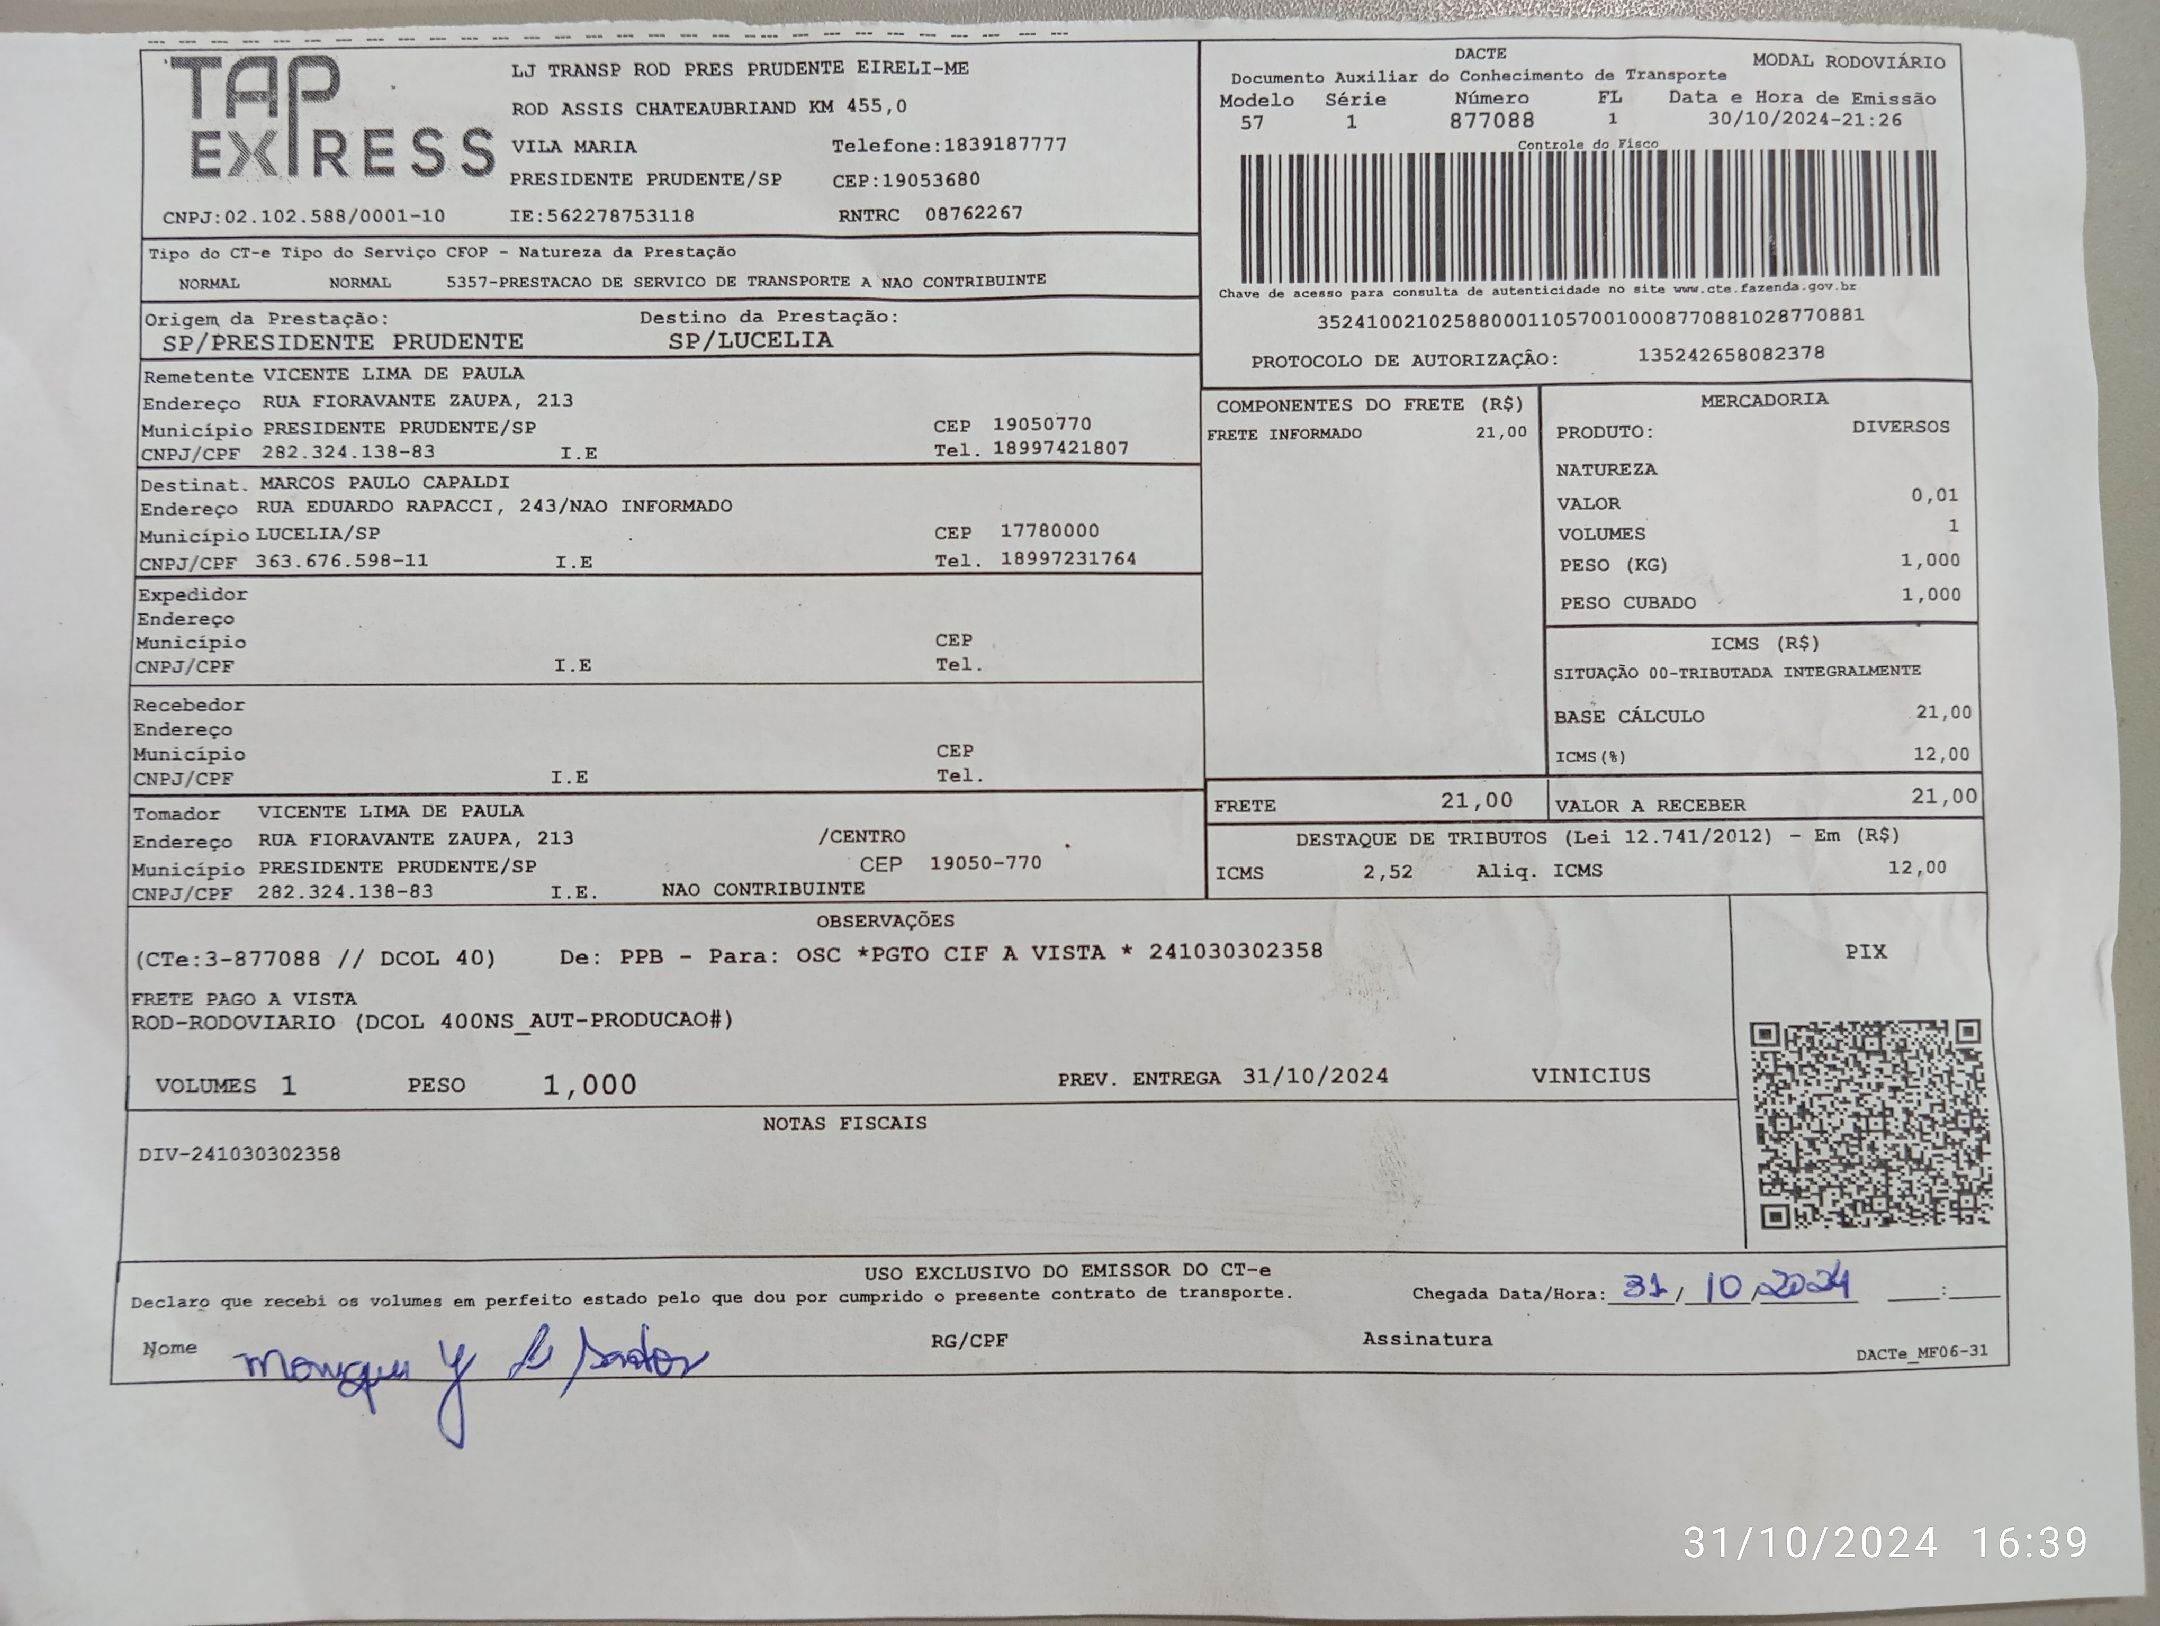 TAP EXPRESS
LJ TRANSP ROD PRES PRUDENTE EIRELI-ME
ROD ASSIS CHATEAUBRIAND KM 455,0
VILA MARIA Telefone:1839187777
PRESIDENTE PRUDENTE/SP CEP:19053680
CNPJ:02.102.588/0001-10 IE:562278753118 RNTRC 08762267
DACTE MODAL RODOVIÁRIO
Documento Auxiliar do Conhecimento de Transporte
Modelo Série Número FL Data e Hora de Emissão
57 1 877088 1 30/10/2024-21:26
Controle do Fisco
Chave de acesso para consulta de autenticidade no site www.cte.fazenda.gov.br
35241002102588000110570010008770881028770881
PROTOCOLO DE AUTORIZAÇÃO: 135242658082378
Tipo do CT-e Tipo do Serviço CFOP - Natureza da Prestação
NORMAL NORMAL 5357-PRESTACAO DE SERVICO DE TRANSPORTE A NAO CONTRIBUINTE
Origem da Prestação: Destino da Prestação:
SP/PRESIDENTE PRUDENTE SP/LUCELIA
Remetente VICENTE LIMA DE PAULA
Endereço RUA FIORAVANTE ZAUPA, 213
Município PRESIDENTE PRUDENTE/SP CEP 19050770
CNPJ/CPF 282.324.138-83 I.E Tel. 18997421807
Destinat. MARCOS PAULO CAPALDI
Endereço RUA EDUARDO RAPACCI, 243/NAO INFORMADO
Município LUCELIA/SP CEP 17780000
CNPJ/CPF 363.676.598-11 I.E Tel. 18997231764
Expedidor
Endereço
Município CEP
CNPJ/CPF I.E Tel.
Recebedor
Endereço
Município CEP
CNPJ/CPF I.E Tel.
Tomador VICENTE LIMA DE PAULA
Endereço RUA FIORAVANTE ZAUPA, 213 /CENTRO
Município PRESIDENTE PRUDENTE/SP CEP 19050-770
CNPJ/CPF 282.324.138-83 I.E. NAO CONTRIBUINTE
COMPONENTES DO FRETE (R$)
FRETE INFORMADO 21,00
MERCADORIA
PRODUTO: DIVERSOS
NATUREZA
VALOR 0,01
VOLUMES 1
PESO (KG) 1,000
PESO CUBADO 1,000
ICMS (R$)
SITUAÇÃO 00-TRIBUTADA INTEGRALMENTE
BASE CÁLCULO 21,00
ICMS(%) 12,00
FRETE 21,00 VALOR A RECEBER 21,00
DESTAQUE DE TRIBUTOS (Lei 12.741/2012) - Em (R$)
ICMS 2,52 Aliq. ICMS 12,00
OBSERVAÇÕES
(CTe:3-877088 // DCOL 40) De: PPB - Para: OSC *PGTO CIF A VISTA * 241030302358
FRETE PAGO A VISTA
ROD-RODOVIARIO (DCOL 400NS_AUT-PRODUCAO#)
VOLUMES 1 PESO 1,000 PREV. ENTREGA 31/10/2024 VINICIUS
PIX
NOTAS FISCAIS
DIV-241030302358
USO EXCLUSIVO DO EMISSOR DO CT-e
Declaro que recebi os volumes em perfeito estado pelo que dou por cumprido o presente contrato de transporte. Chegada Data/Hora: 31/ 10/2024 :
Nome RG/CPF Assinatura
DACTe_MF06-31
31/10/2024 16:39